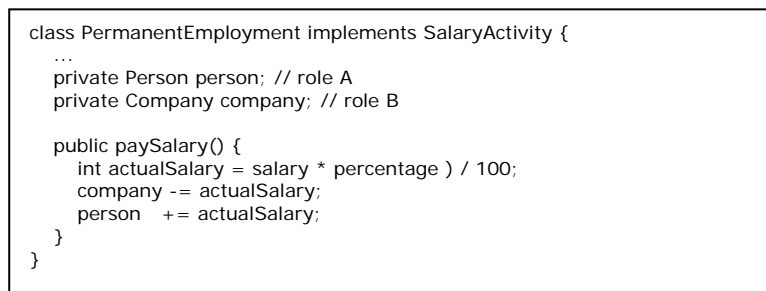 class PermanentEmployment implements SalaryActivity {
...
private Person person; // role A
private Company company; // role B
public paySalary() {
int actualSalary = salary * percentage ) / 100;
company -= actualSalary;
person += actualSalary;
}
}